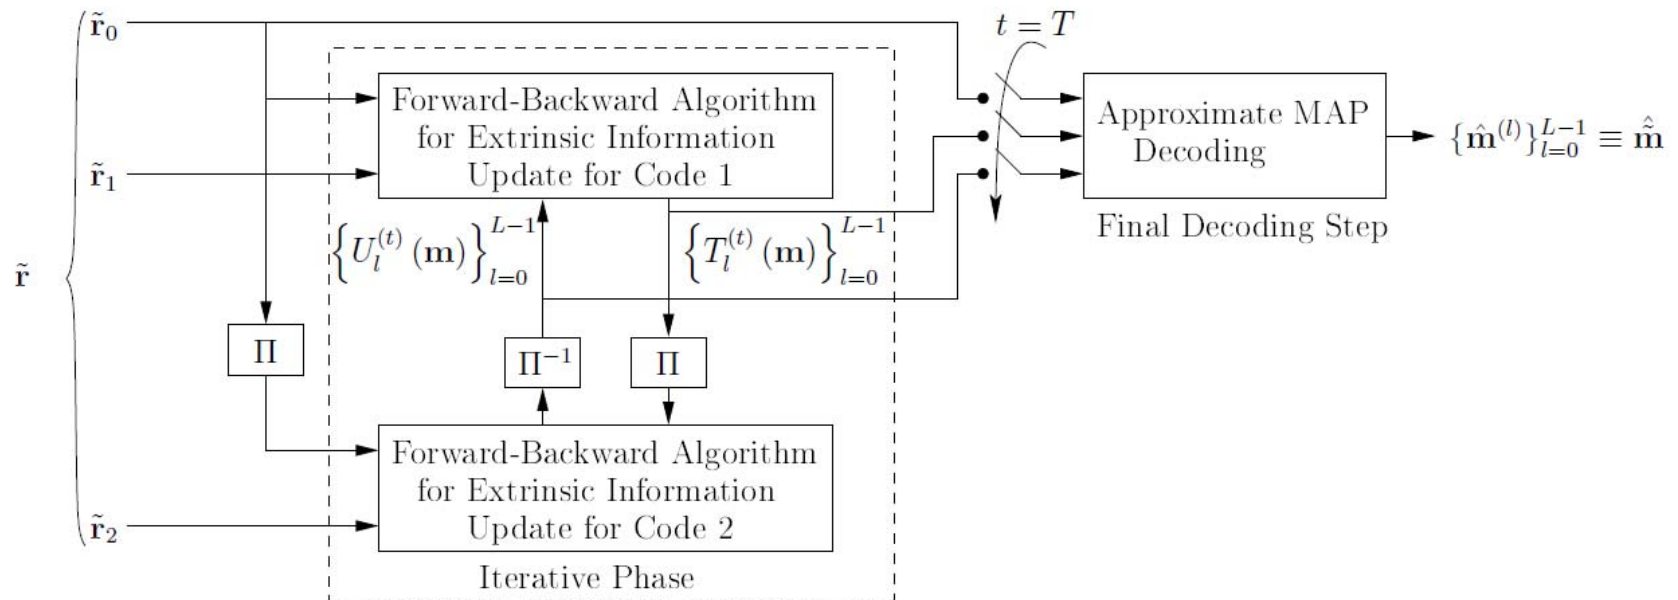 r̃₀
t = T
Forward-Backward Algorithm
for Extrinsic Information
Update for Code 1
r̃₁
Approximate MAP
Decoding
{m̂^(l)}_{l=0}^{L−1} ≡ m̃̂
Final Decoding Step
{U_l^(t) (m)}_{l=0}^{L−1}
{T_l^(t) (m)}_{l=0}^{L−1}
r̃
Π
Π⁻¹
Π
Forward-Backward Algorithm
for Extrinsic Information
Update for Code 2
r̃₂
Iterative Phase